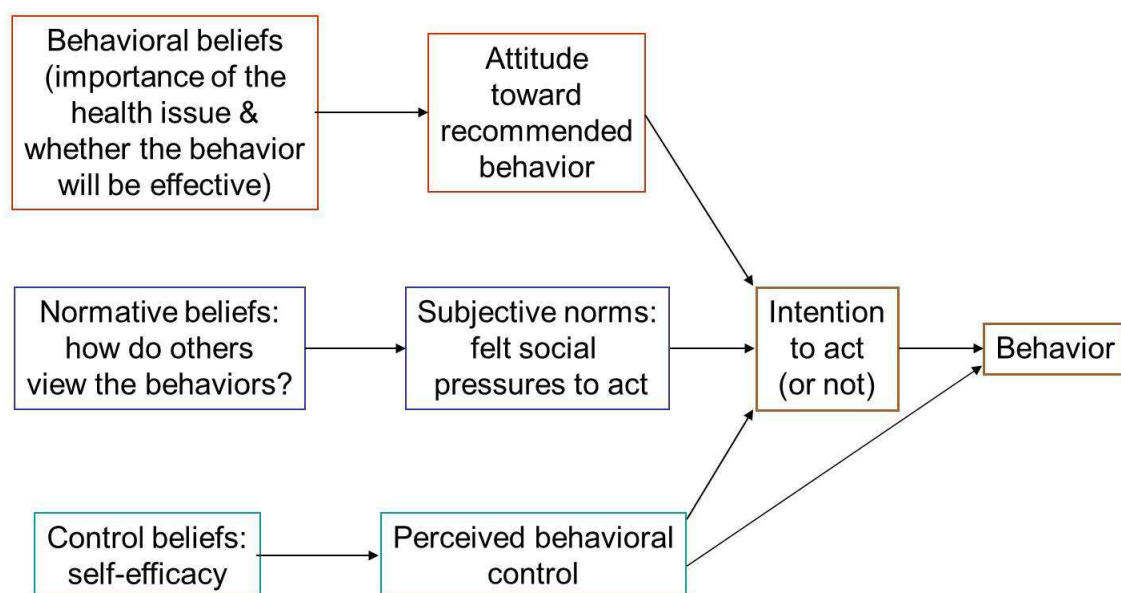 Behavioral beliefs
(importance of the
health issue &
whether the behavior
will be effective)
Attitude
toward
recommended
behavior
Normative beliefs:
how do others
view the behaviors?
Subjective norms:
felt social
pressures to act
Intention
to act
(or not)
Behavior
Control beliefs:
self-efficacy
Perceived behavioral
control